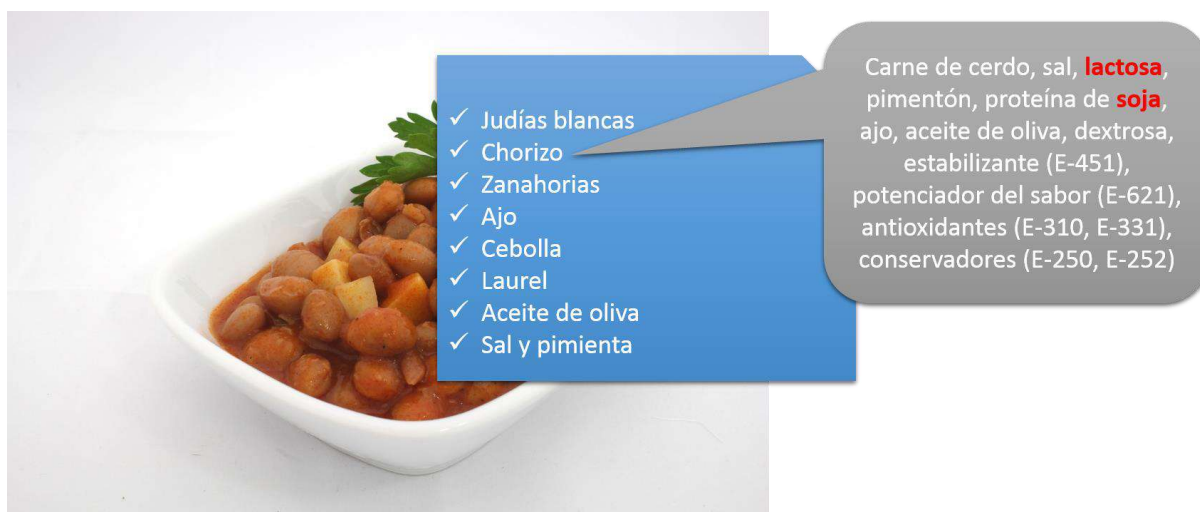 ✓ Judías blancas
✓ Chorizo
✓ Zanahorias
✓ Ajo
✓ Cebolla
✓ Laurel
✓ Aceite de oliva
✓ Sal y pimienta
Carne de cerdo, sal, lactosa,
pimentón, proteína de soja,
ajo, aceite de oliva, dextrosa,
estabilizante (E-451),
potenciador del sabor (E-621),
antioxidantes (E-310, E-331),
conservadores (E-250, E-252)